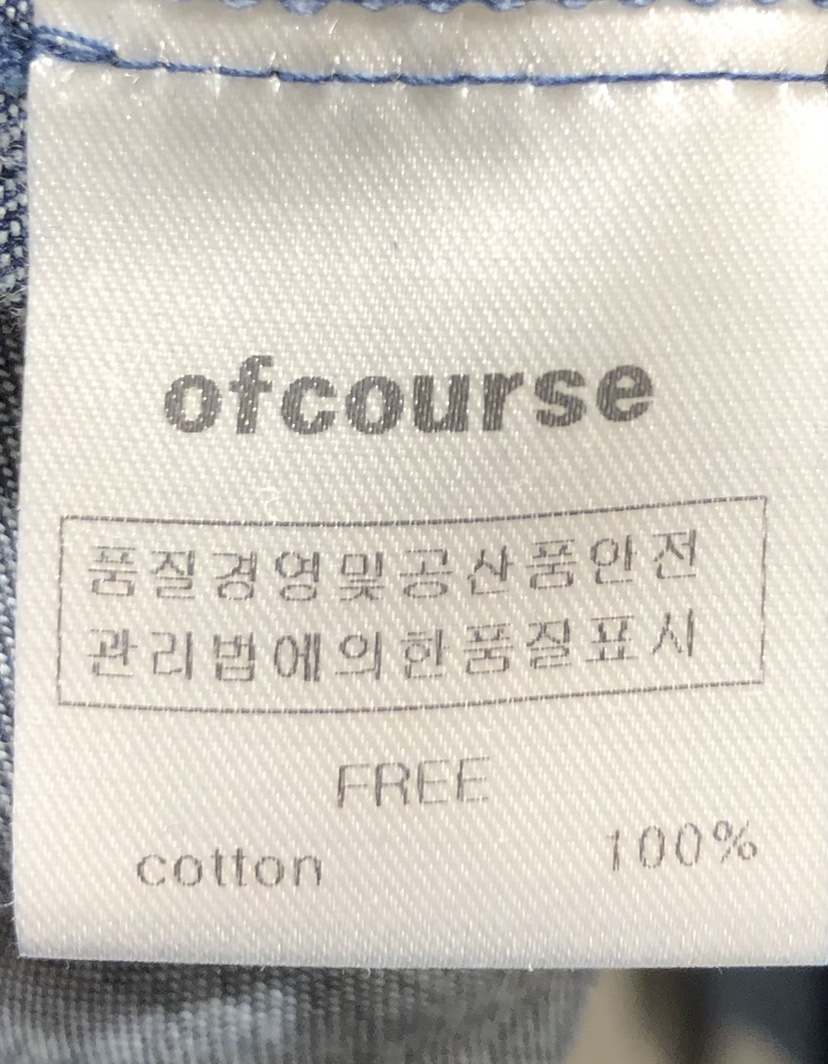 ofcourse
품질경영및공산품안전
관리법에의한품질표시
FREE
cotton 100%